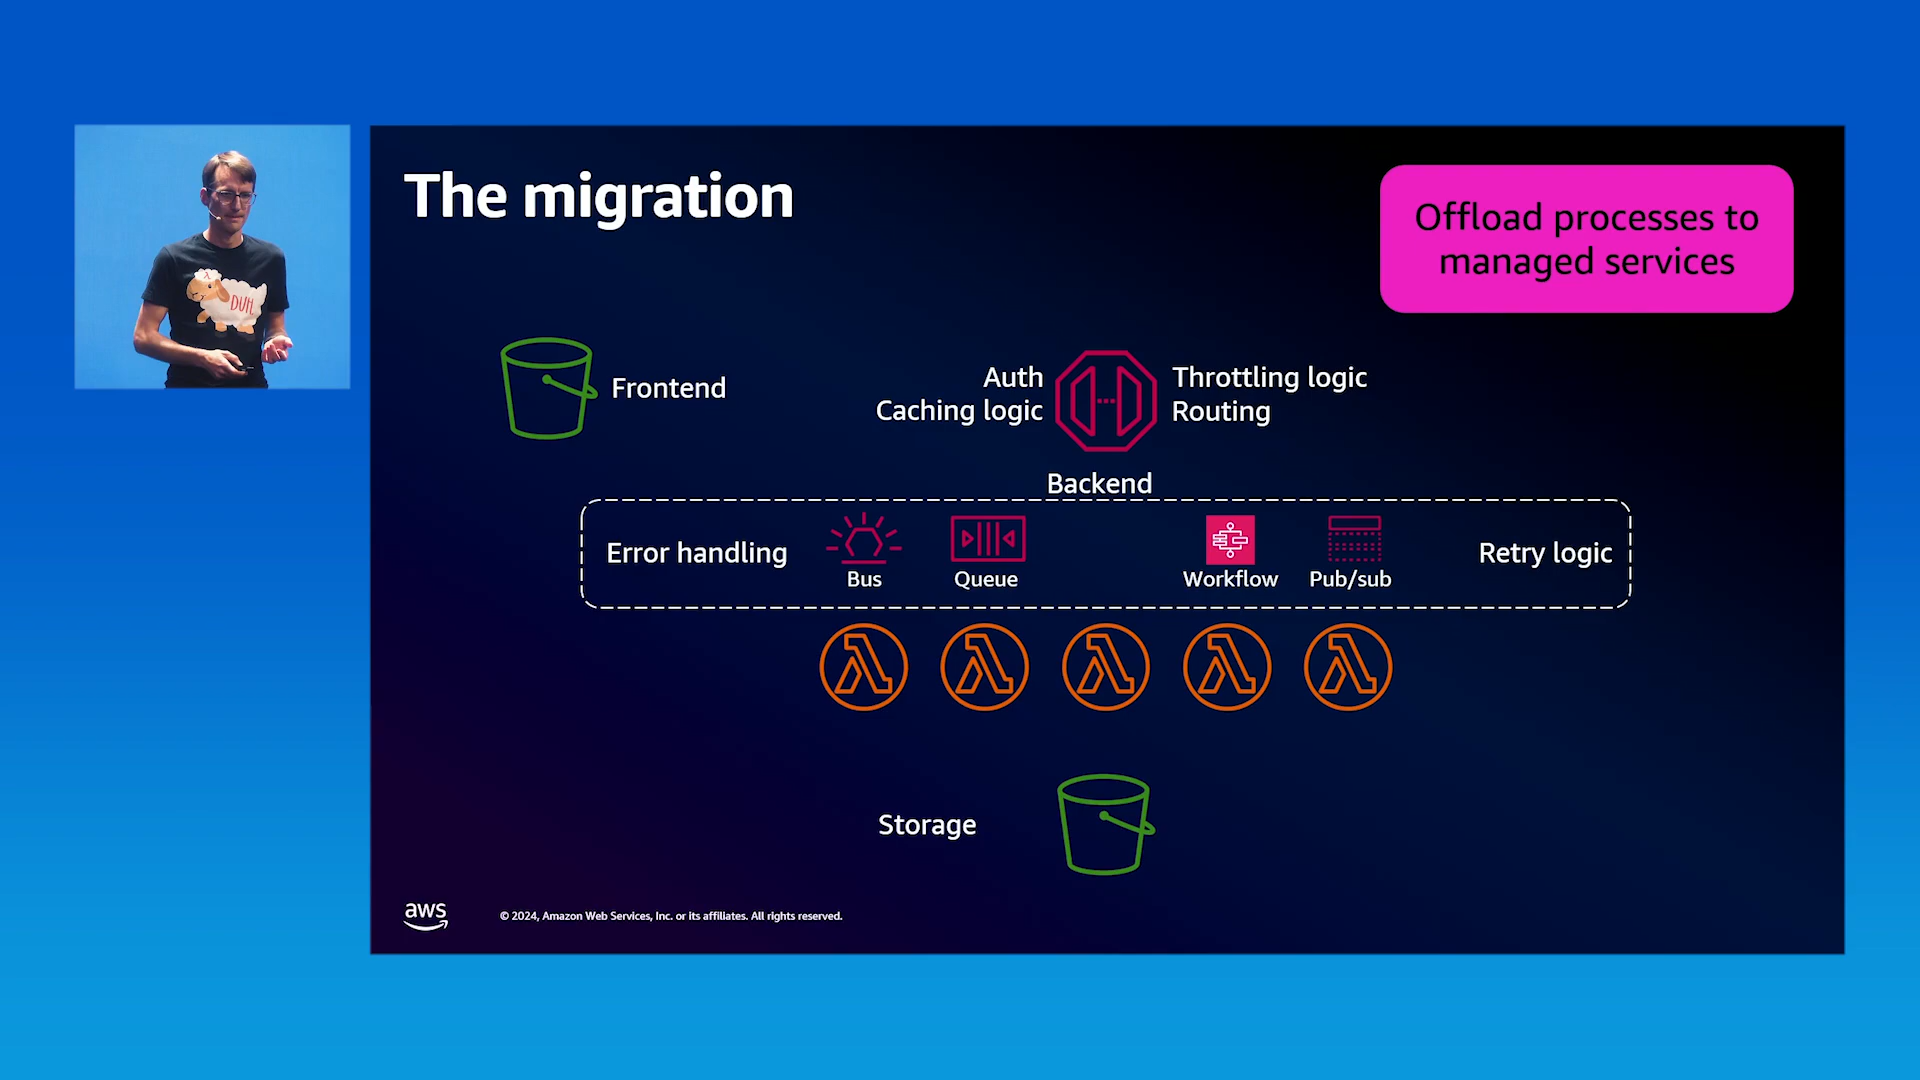 The migration
Offload processes to
managed services
Frontend
Auth
Caching logic
Throttling logic
Routing
Backend
Error handling
Bus
Queue
Workflow
Pub/sub
Retry logic
Storage
aws
© 2024, Amazon Web Services, Inc. or its affiliates. All rights reserved.
λ
DUH